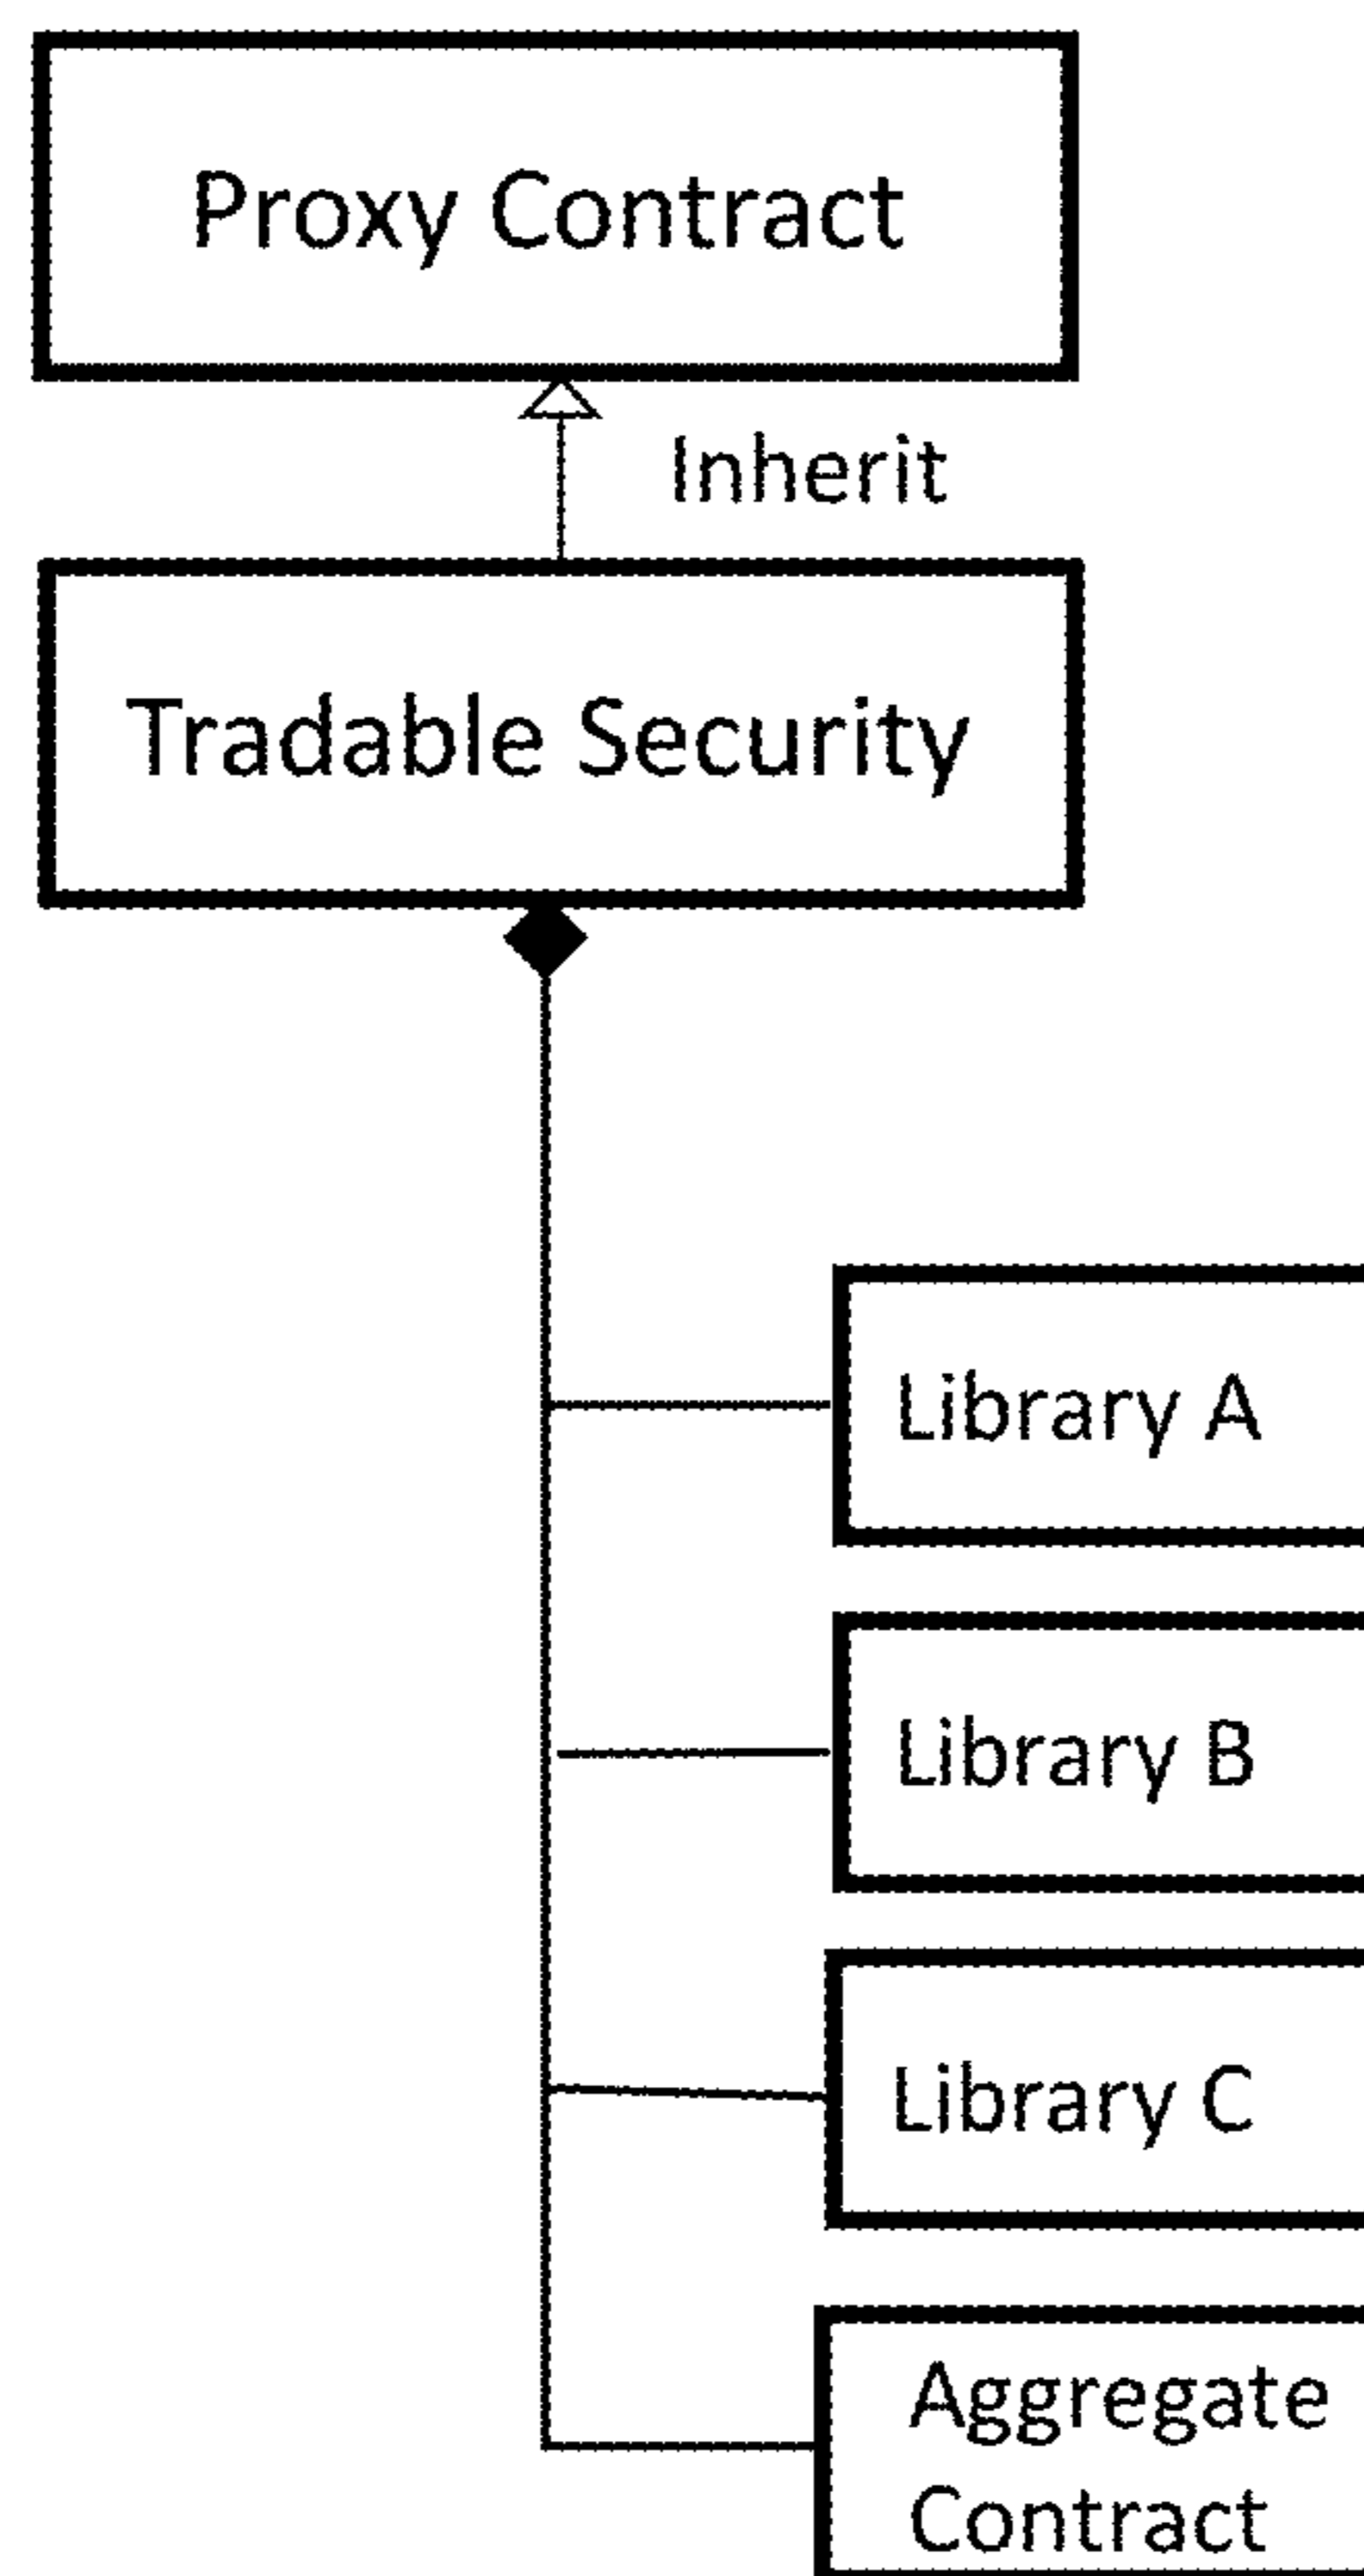 Proxy Contract
Inherit
Tradable Security
Library A
Library B
Library C
Aggregate
Contract